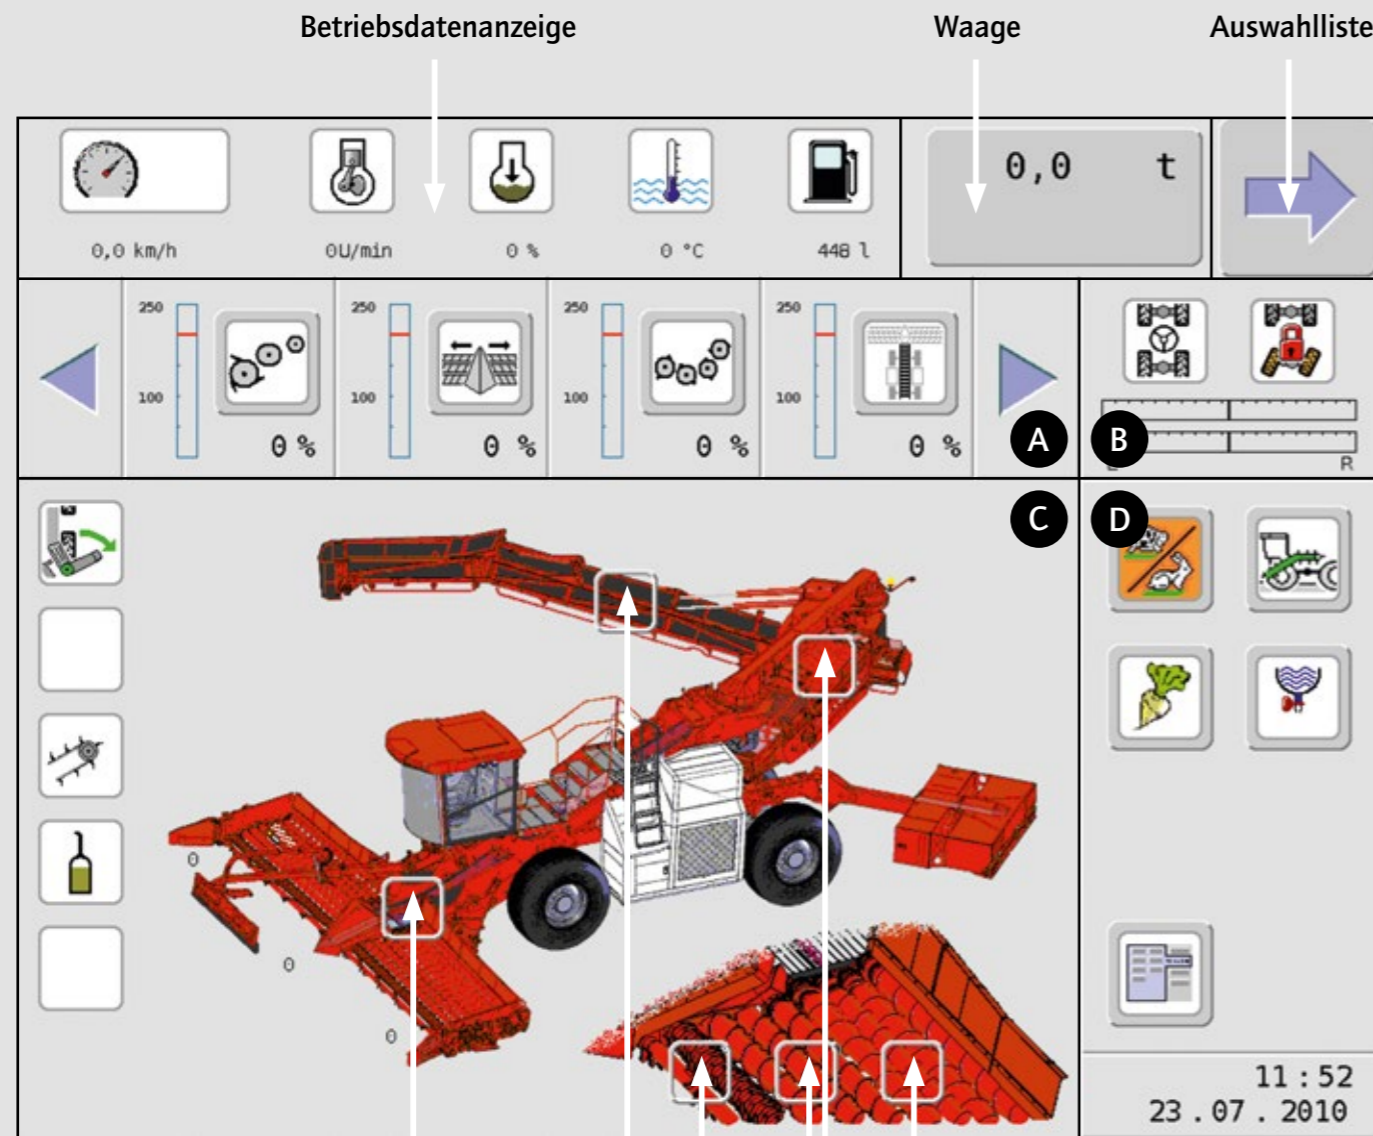 Betriebsdatenanzeige Waage Auswahlliste
0,0 t
0,0 km/h 0U/min 0 % 0 °C 448 l
250 250 250 250
100 100 100 100
0 % 0 % 0 % 0 %
A B
R
C D
0
0
0
11:52
23.07.2010